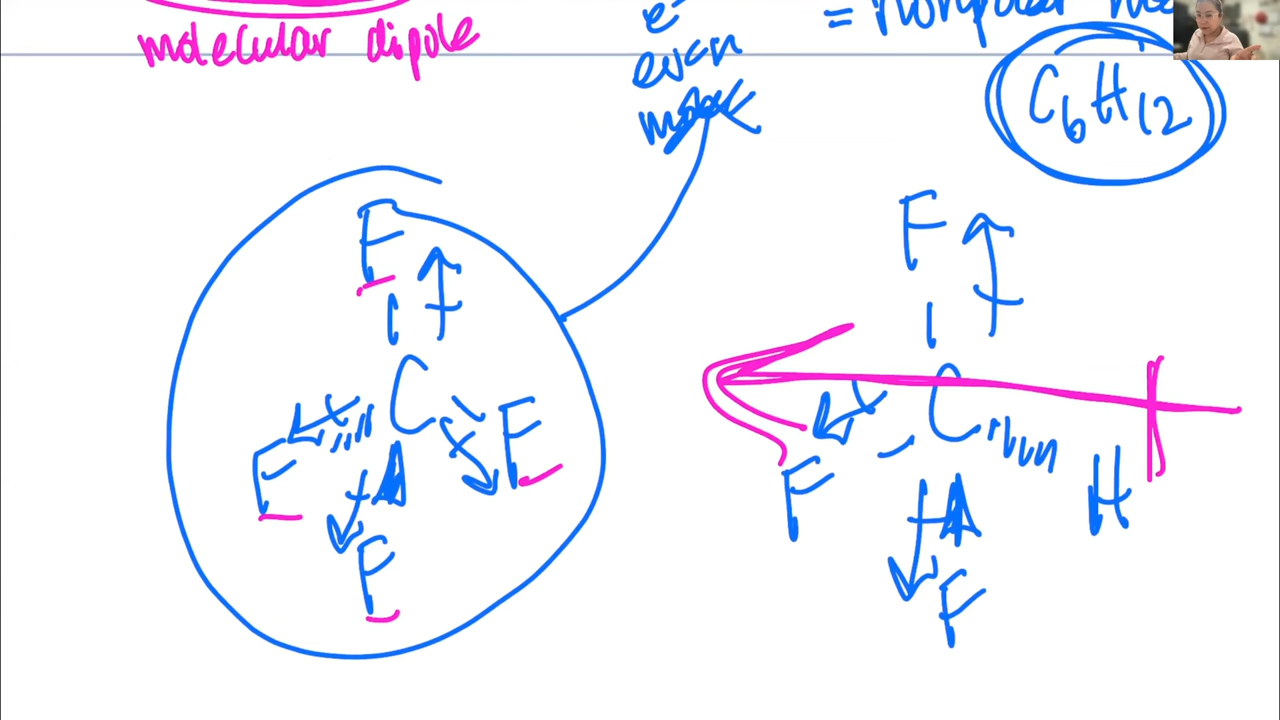 molecular dipole
e⁻
even
= nonpolar
C₆H₁₂
F
C
F
F
F
F
C
F
H
F